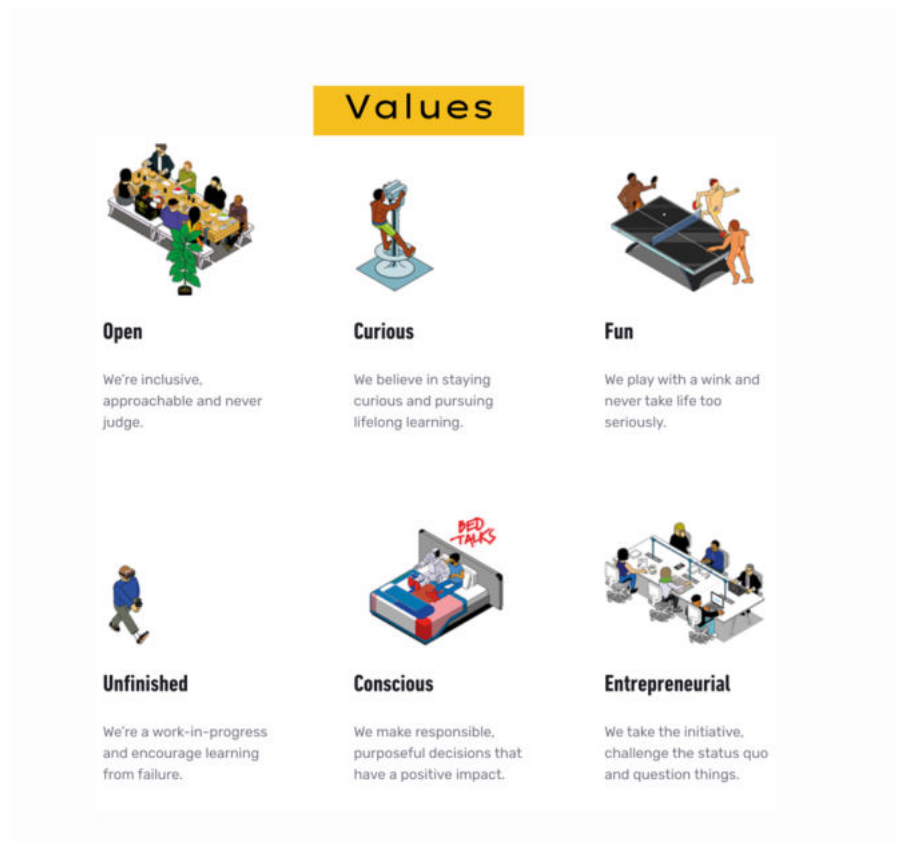 Values
Open
We're inclusive,
approachable and never
judge.
Curious
We believe in staying
curious and pursuing
lifelong learning.
Fun
We play with a wink and
never take life too
seriously.
BED
TALKS
Unfinished
We're a work-in-progress
and encourage learning
from failure.
Conscious
We make responsible,
purposeful decisions that
have a positive impact.
Entrepreneurial
We take the initiative,
challenge the status quo
and question things.